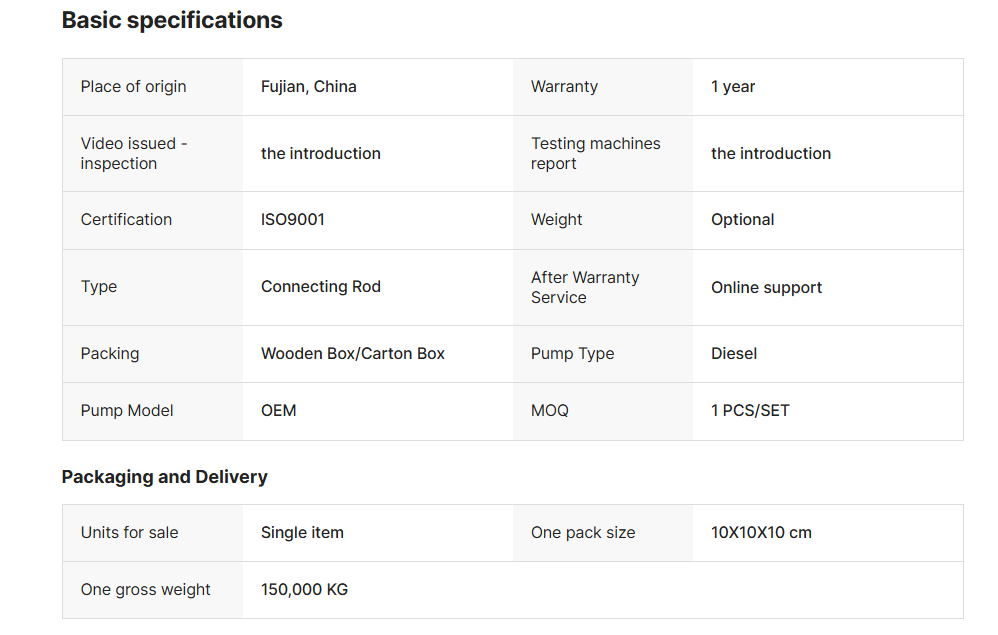 Basic specifications
Place of origin
Fujian, China
Warranty
1 year
Video issued -
inspection
the introduction
Testing machines
report
the introduction
Certification
ISO9001
Weight
Optional
Type
Connecting Rod
After Warranty
Service
Online support
Packing
Wooden Box/Carton Box
Pump Type
Diesel
Pump Model
OEM
MOQ
1 PCS/SET
Packaging and Delivery
Units for sale
Single item
One pack size
10X10X10 cm
One gross weight
150,000 KG